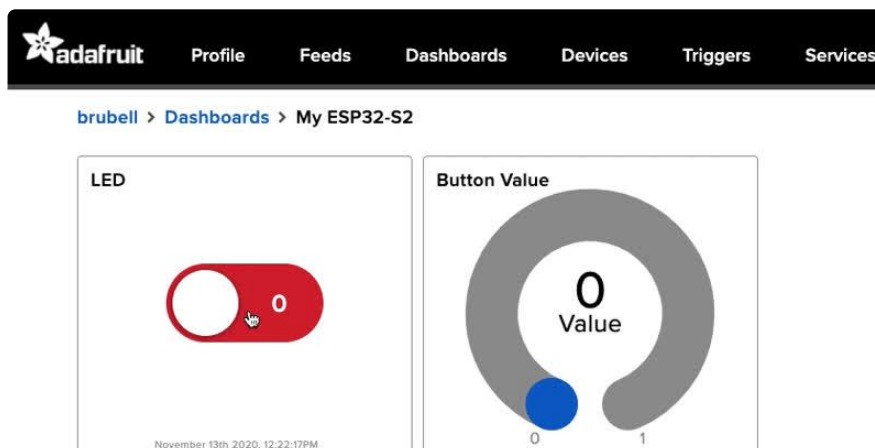 adafruit Profile Feeds Dashboards Devices Triggers Services
brubell > Dashboards > My ESP32-S2
LED
0
November 13th 2020, 12:22:17PM
Button Value
0
Value
0 1